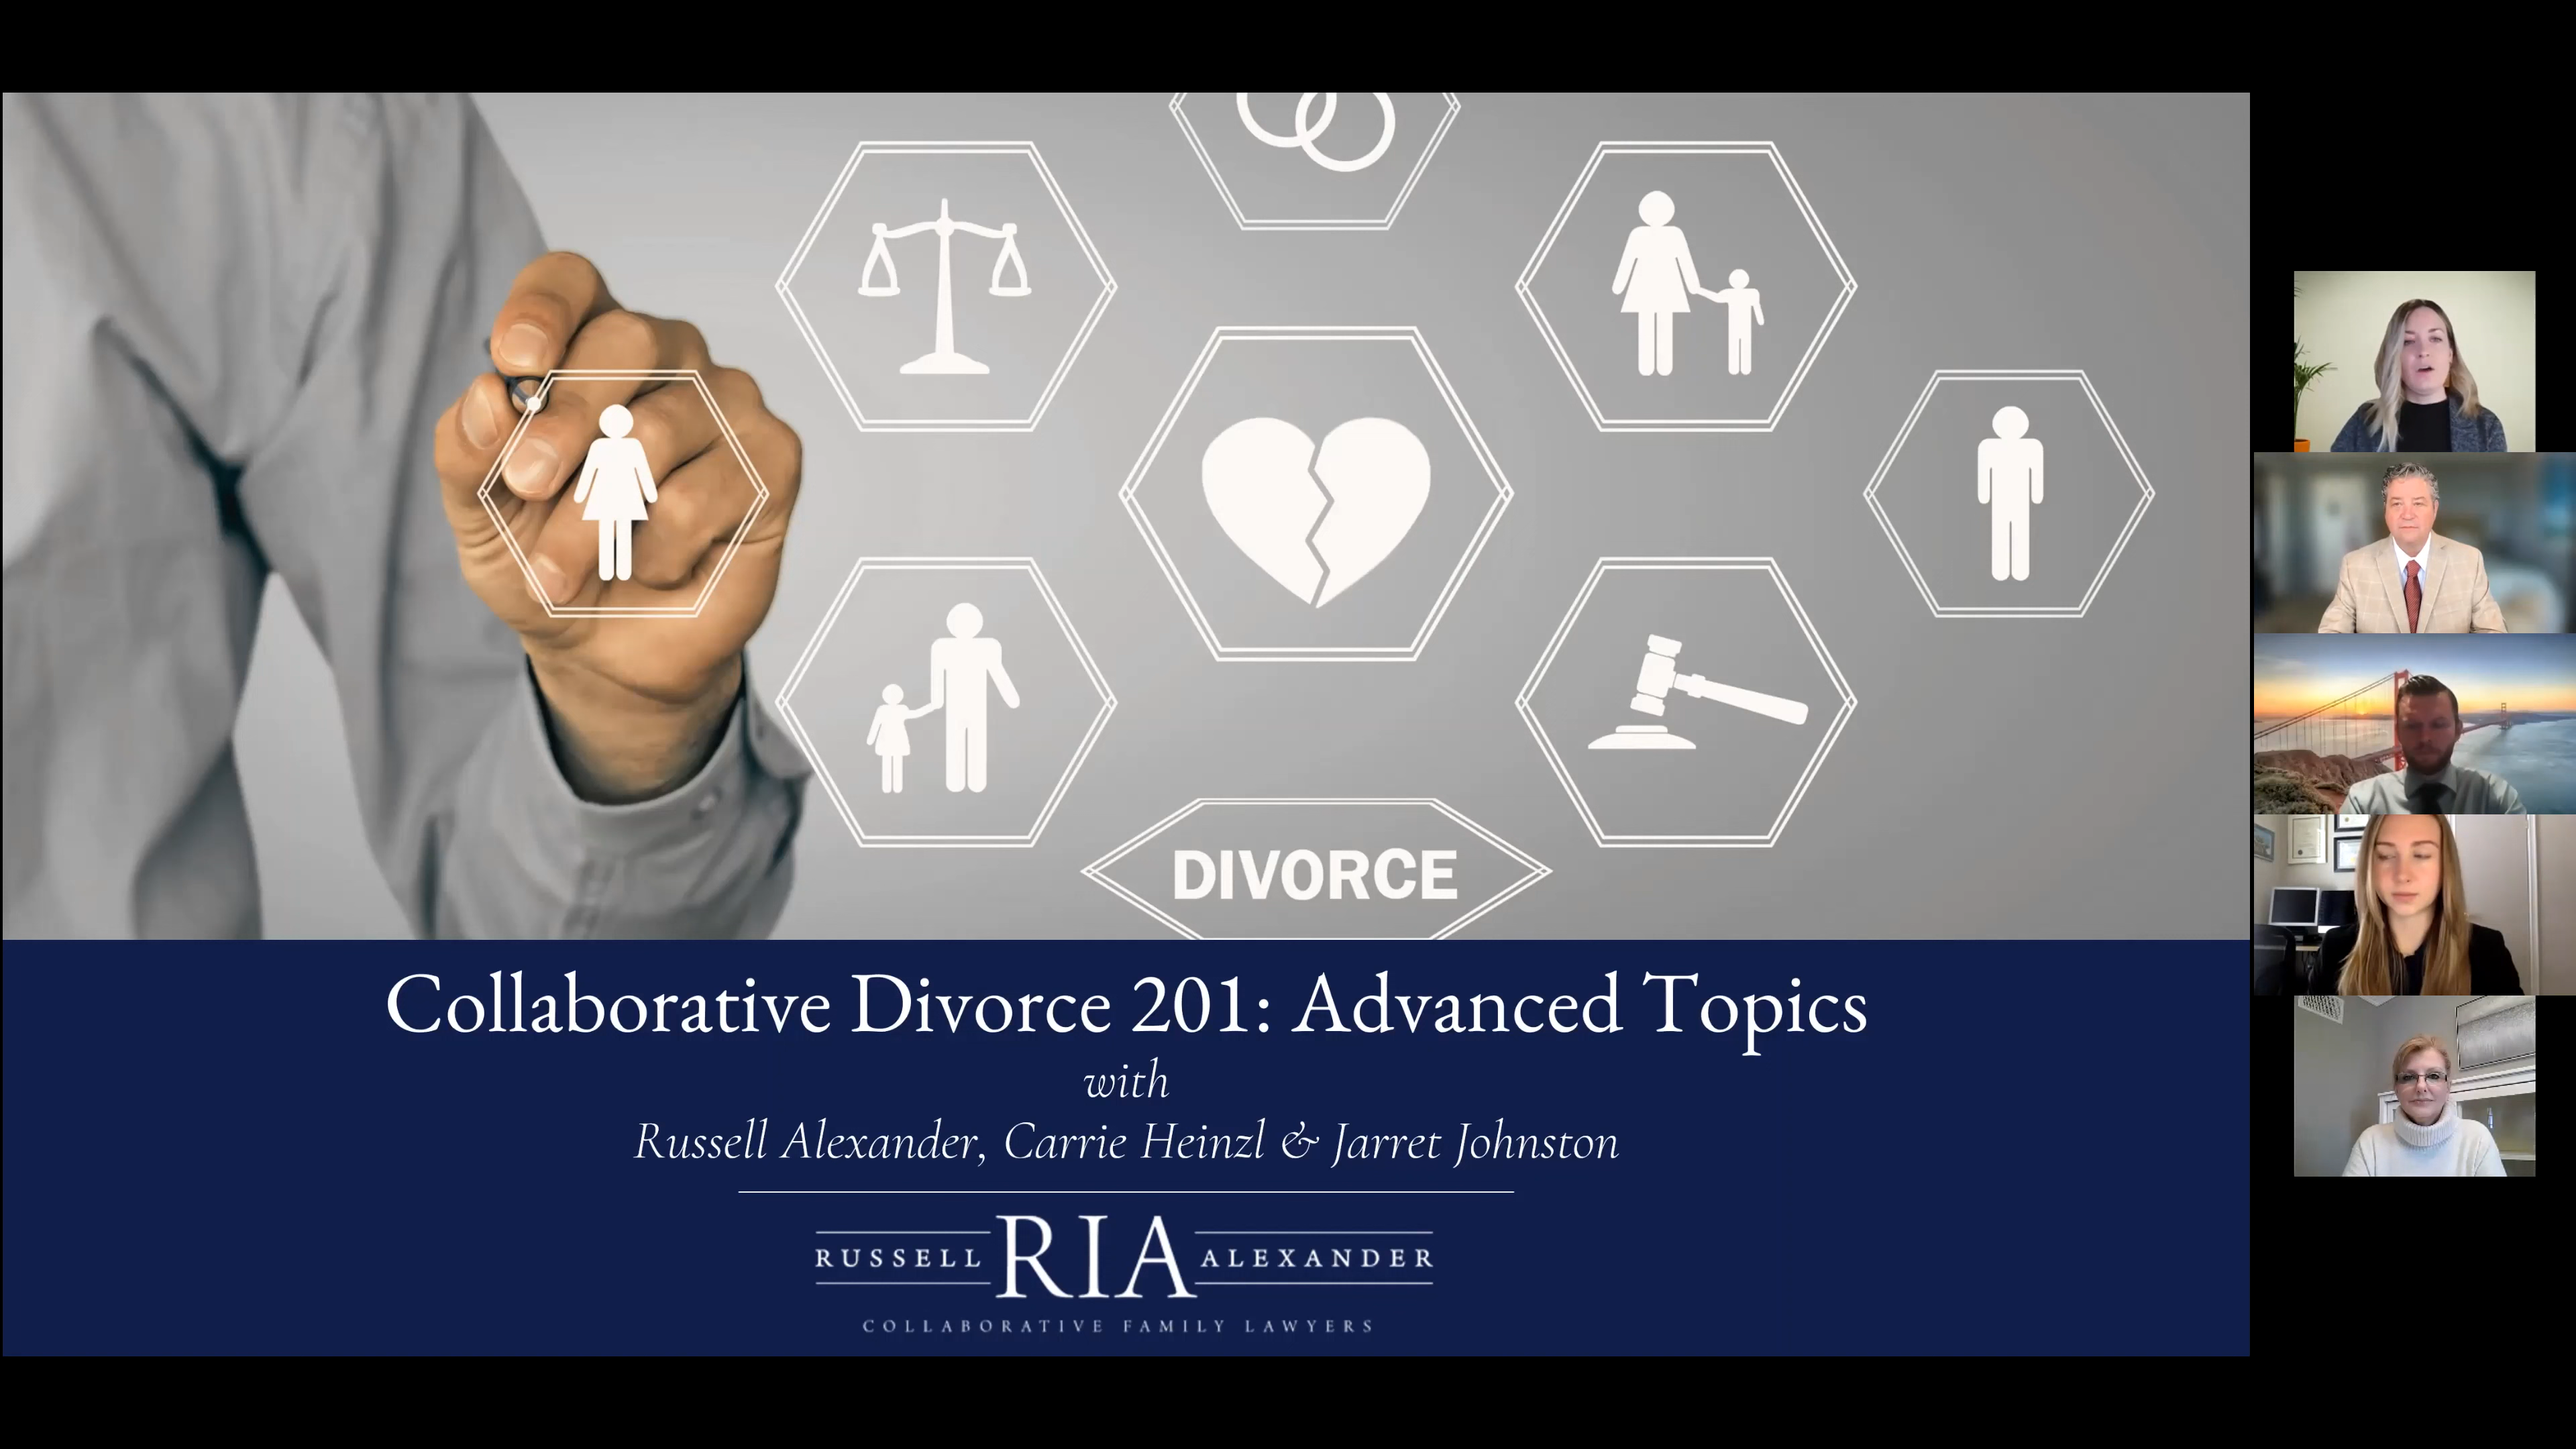 DIVORCE
Collaborative Divorce 201: Advanced Topics
with
Russell Alexander, Carrie Heinzl & Jarret Johnston
RUSSELL RIA ALEXANDER
COLLABORATIVE FAMILY LAWYERS